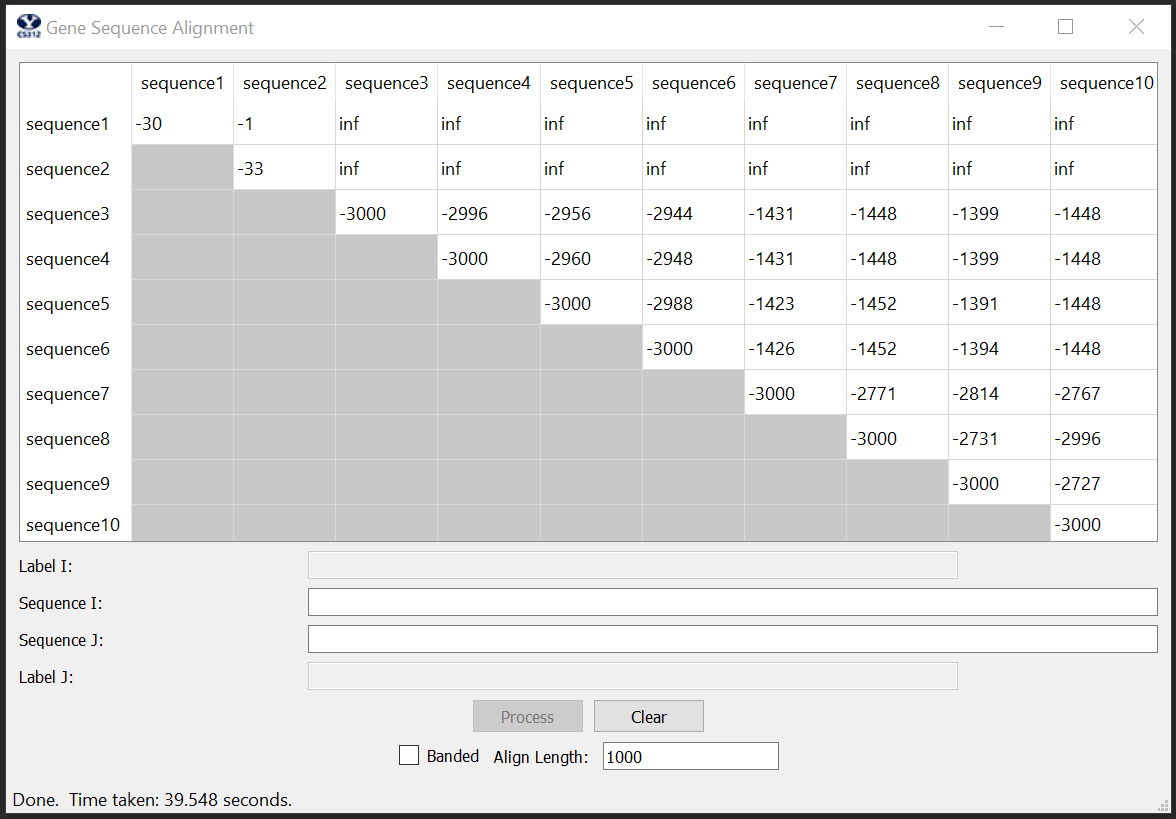 CS312 Gene Sequence Alignment
sequence1 sequence2 sequence3 sequence4 sequence5 sequence6 sequence7 sequence8 sequence9 sequence10
sequence1 -30 -1 inf inf inf inf inf inf inf inf
sequence2 -33 inf inf inf inf inf inf inf inf
sequence3 -3000 -2996 -2956 -2944 -1431 -1448 -1399 -1448
sequence4 -3000 -2960 -2948 -1431 -1448 -1399 -1448
sequence5 -3000 -2988 -1423 -1452 -1391 -1448
sequence6 -3000 -1426 -1452 -1394 -1448
sequence7 -3000 -2771 -2814 -2767
sequence8 -3000 -2731 -2996
sequence9 -3000 -2727
sequence10 -3000
Label I:
Sequence I:
Sequence J:
Label J:
Process Clear
Banded Align Length: 1000
Done. Time taken: 39.548 seconds.